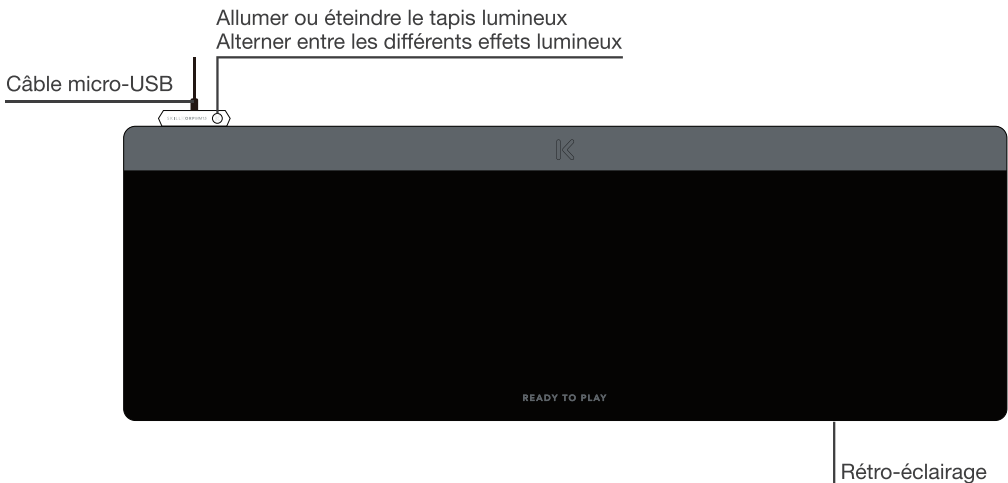 Allumer ou éteindre le tapis lumineux
Alterner entre les différents effets lumineux
Câble micro-USB
READY TO PLAY
Rétro-éclairage